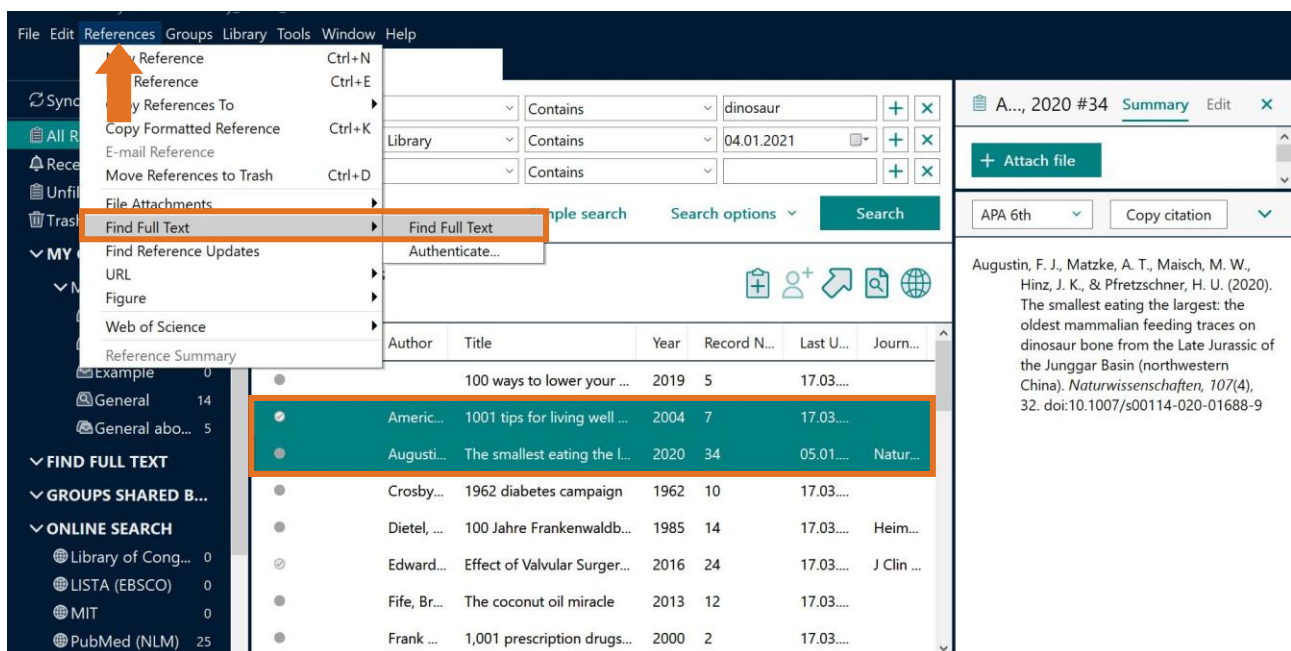 File Edit References Groups Library Tools Window Help
Reference Ctrl+N
Reference Ctrl+E
References To
Copy Formatted Reference Ctrl+K
E-mail Reference
Move References to Trash Ctrl+D
File Attachments
Find Full Text
Find Reference Updates
URL
Figure
Web of Science
Reference Summary
Find Full Text
Authenticate...
Sync
All R
Rece
Unfil
Trash
MY
Example 0
General 14
General abo... 5
FIND FULL TEXT
GROUPS SHARED B...
ONLINE SEARCH
Library of Cong... 0
LISTA (EBSCO) 0
MIT 0
PubMed (NLM) 25
Contains dinosaur
Library Contains 04.01.2021
Contains
search Search options Search
Author Title Year Record N... Last U... Journ...
100 ways to lower your ... 2019 5 17.03....
Americ... 1001 tips for living well ... 2004 7 17.03....
Augusti... The smallest eating the l... 2020 34 05.01.... Natur...
Crosby... 1962 diabetes campaign 1962 10 17.03....
Dietel, ... 100 Jahre Frankenwaldb... 1985 14 17.03.... Heim...
Edward... Effect of Valvular Surger... 2016 24 17.03.... J Clin ...
Fife, Br... The coconut oil miracle 2013 12 17.03....
Frank ... 1,001 prescription drugs... 2000 2 17.03....
A..., 2020 #34 Summary Edit
+ Attach file
APA 6th Copy citation
Augustin, F. J., Matzke, A. T., Maisch, M. W.,
Hinz, J. K., & Pfretzschner, H. U. (2020).
The smallest eating the largest: the
oldest mammalian feeding traces on
dinosaur bone from the Late Jurassic of
the Junggar Basin (northwestern
China). Naturwissenschaften, 107(4),
32. doi:10.1007/s00114-020-01688-9